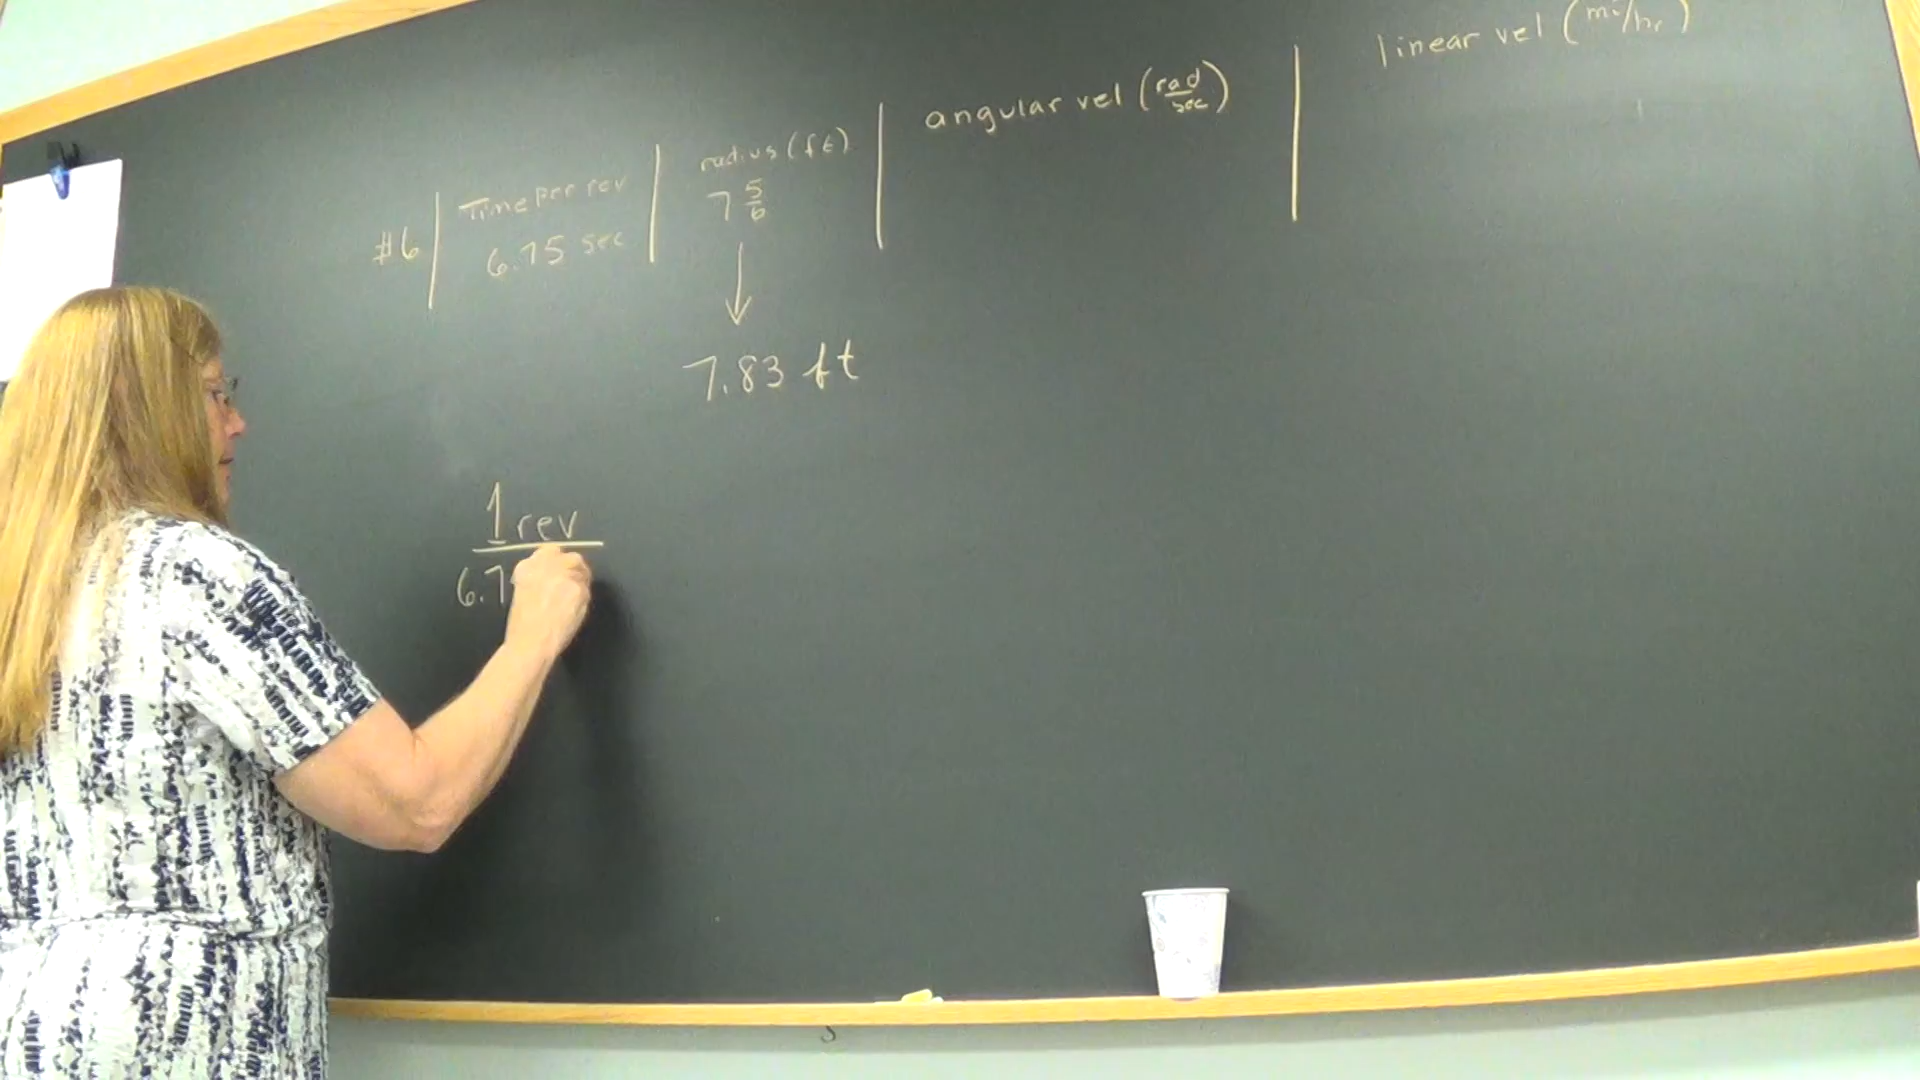 #6 | Time per rev | radius (ft) | angular vel (rad/sec) | linear vel (mi/hr)
6.75 sec | 7 5/6
↓
7.83 ft
1 rev
6.7